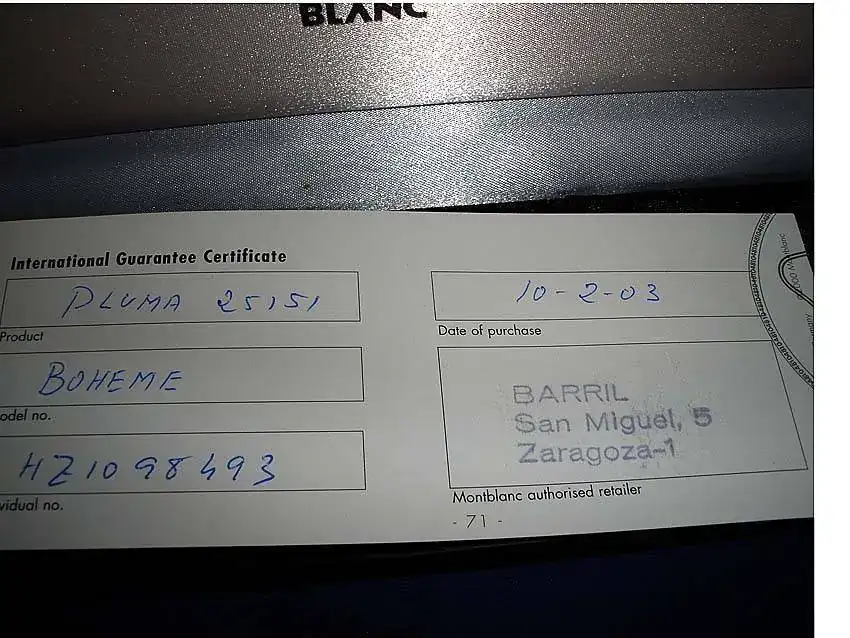 BLANC
International Guarantee Certificate
PLUMA 25151
Product
BOHEME
odel no.
HZ1098493
vidual no.
10-2-03
Date of purchase
BARRIL
San Miguel, 5
Zaragoza-1
Montblanc authorised retailer
- 71 -